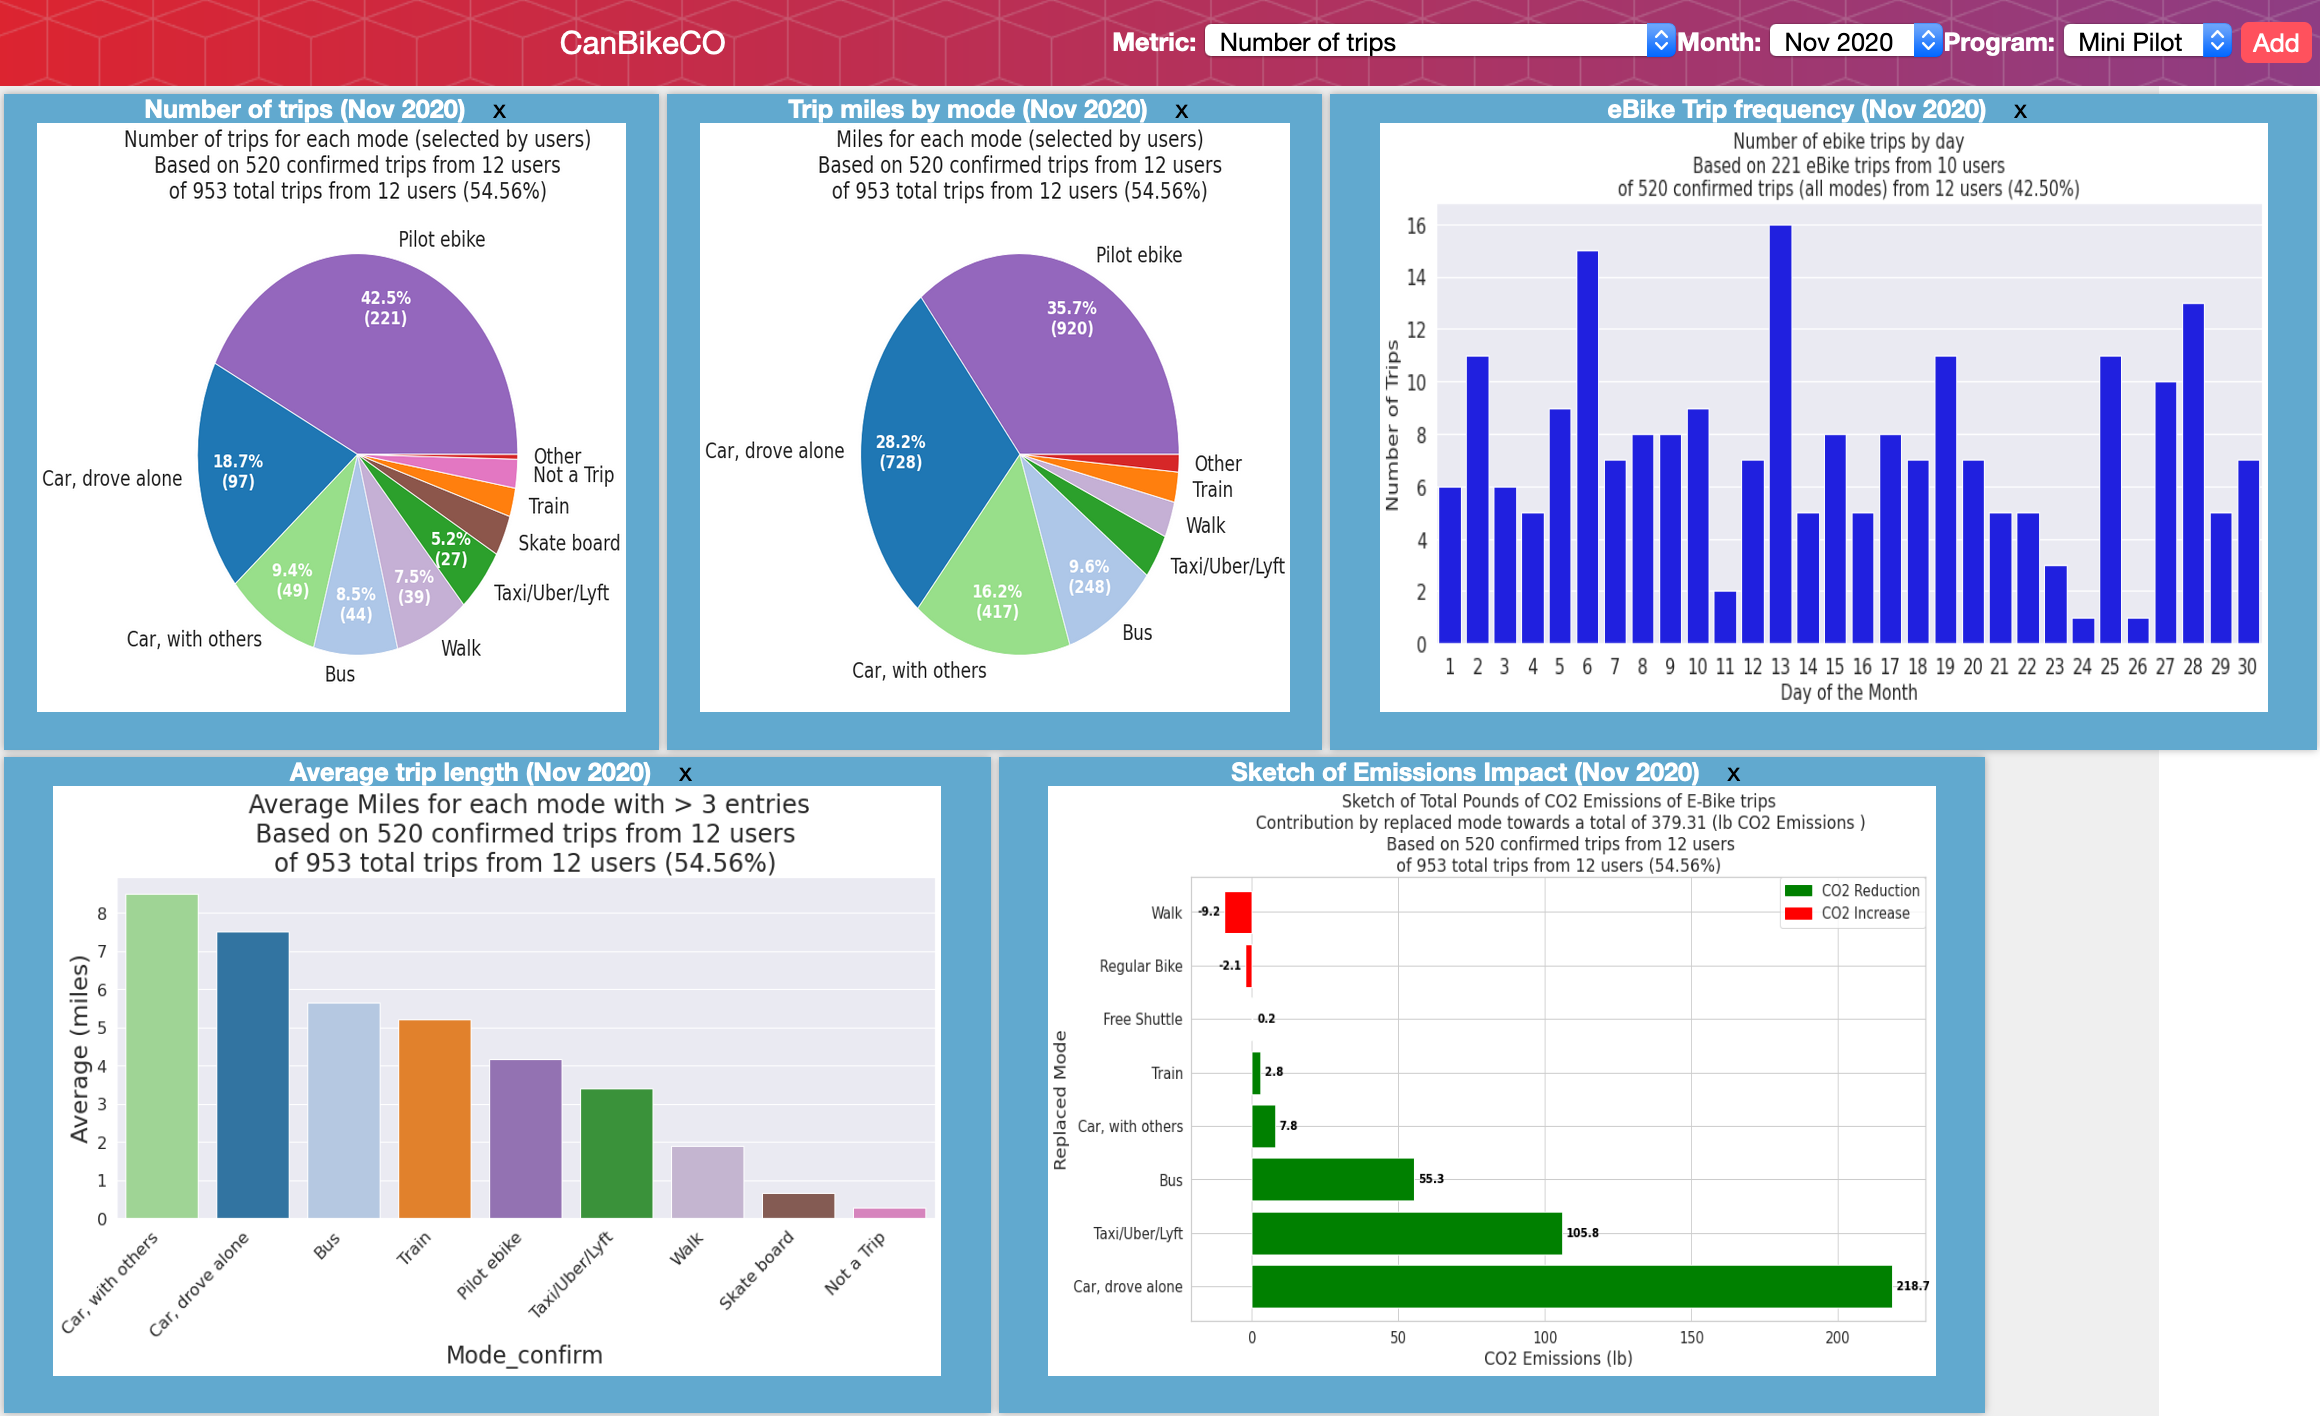 CanBikeCO
Metric: Number of trips Month: Nov 2020 Program: Mini Pilot Add
Number of trips (Nov 2020) x
Number of trips for each mode (selected by users)
Based on 520 confirmed trips from 12 users
of 953 total trips from 12 users (54.56%)
Pilot ebike
42.5%
(221)
Car, drove alone
18.7%
(97)
Car, with others
9.4%
(49)
Bus
8.5%
(44)
Walk
7.5%
(39)
Taxi/Uber/Lyft
5.2%
(27)
Skate board
Train
Not a Trip
Other
Trip miles by mode (Nov 2020) x
Miles for each mode (selected by users)
Based on 520 confirmed trips from 12 users
of 953 total trips from 12 users (54.56%)
Pilot ebike
35.7%
(920)
Car, drove alone
28.2%
(728)
Car, with others
16.2%
(417)
Bus
9.6%
(248)
Taxi/Uber/Lyft
Walk
Train
Other
eBike Trip frequency (Nov 2020) x
Number of ebike trips by day
Based on 221 eBike trips from 10 users
of 520 confirmed trips (all modes) from 12 users (42.50%)
Number of Trips
16
14
12
10
8
6
4
2
0
1 2 3 4 5 6 7 8 9 10 11 12 13 14 15 16 17 18 19 20 21 22 23 24 25 26 27 28 29 30
Day of the Month
Average trip length (Nov 2020) x
Average Miles for each mode with > 3 entries
Based on 520 confirmed trips from 12 users
of 953 total trips from 12 users (54.56%)
Average (miles)
8
7
6
5
4
3
2
1
0
Car, with others
Car, drove alone
Bus
Train
Pilot ebike
Taxi/Uber/Lyft
Walk
Skate board
Not a Trip
Mode_confirm
Sketch of Emissions Impact (Nov 2020) x
Sketch of Total Pounds of CO2 Emissions of E-Bike trips
Contribution by replaced mode towards a total of 379.31 (lb CO2 Emissions )
Based on 520 confirmed trips from 12 users
of 953 total trips from 12 users (54.56%)
CO2 Reduction
CO2 Increase
Replaced Mode
Walk -9.2
Regular Bike -2.1
Free Shuttle 0.2
Train 2.8
Car, with others 7.8
Bus 55.3
Taxi/Uber/Lyft 105.8
Car, drove alone 218.7
0 50 100 150 200
CO2 Emissions (lb)